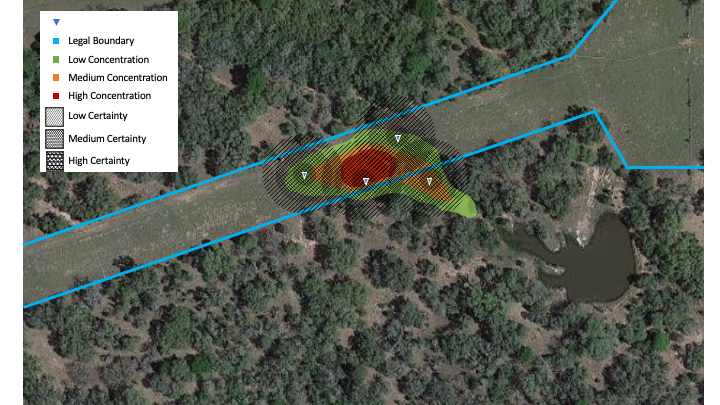 Legal Boundary
Low Concentration
Medium Concentration
High Concentration
Low Certainty
Medium Certainty
High Certainty